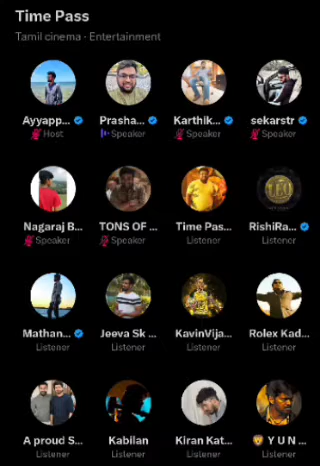 Time Pass
Tamil cinema · Entertainment
Ayyapp... Prasha... Karthik... sekarstr
Host Speaker Speaker Speaker
Nagaraj B... TONS OF ... Time Pas... RishiRa...
Speaker Speaker Listener Listener
Mathan... Jeeva Sk ... KavinVija... Rolex Kad...
Listener Listener Listener Listener
A proud S... Kabilan Kiran Kat... 🦁 Y U N ...
Listener Listener Listener Listener